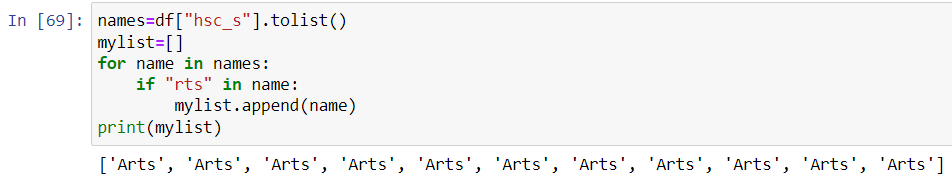 In [69]: names=df["hsc_s"].tolist()
mylist=[]
for name in names:
    if "rts" in name:
        mylist.append(name)
print(mylist)
['Arts', 'Arts', 'Arts', 'Arts', 'Arts', 'Arts', 'Arts', 'Arts', 'Arts', 'Arts', 'Arts']